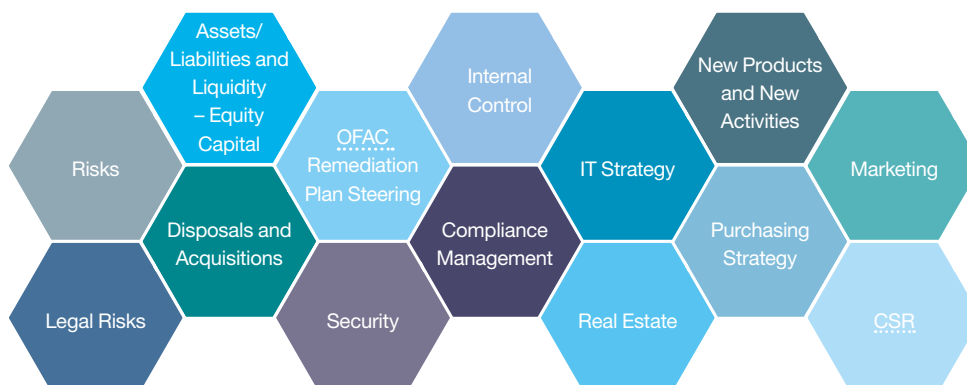 Assets/
Liabilities and
Liquidity
– Equity
Capital
Internal
Control
New Products
and New
Activities
Risks
OFAC
Remediation
Plan Steering
IT Strategy
Marketing
Disposals and
Acquisitions
Compliance
Management
Purchasing
Strategy
Legal Risks
Security
Real Estate
CSR